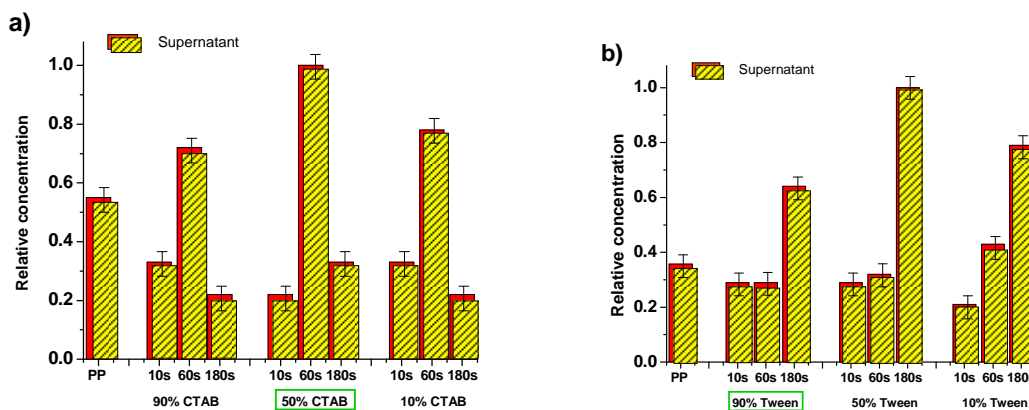 a)
Supernatant
Relative concentration
1.0
0.8
0.6
0.4
0.2
0.0
PP 10s 60s 180s 10s 60s 180s 10s 60s 180s
90% CTAB 50% CTAB 10% CTAB
b)
Supernatant
Relative concentration
1.0
0.8
0.6
0.4
0.2
0.0
PP 10s 60s 180s 10s 60s 180s 10s 60s 180
90% Tween 50% Tween 10% Tween